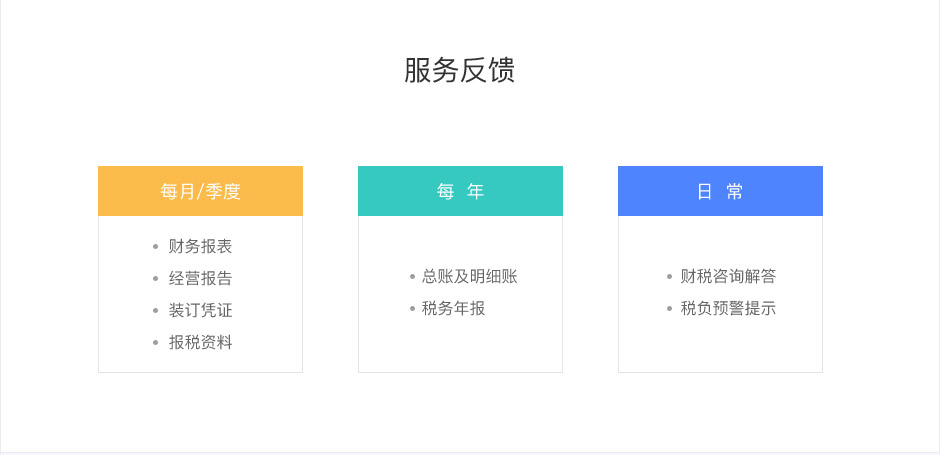 服务反馈
每月/季度
• 财务报表
• 经营报告
• 装订凭证
• 报税资料
每 年
• 总账及明细账
• 税务年报
日 常
• 财税咨询解答
• 税负预警提示